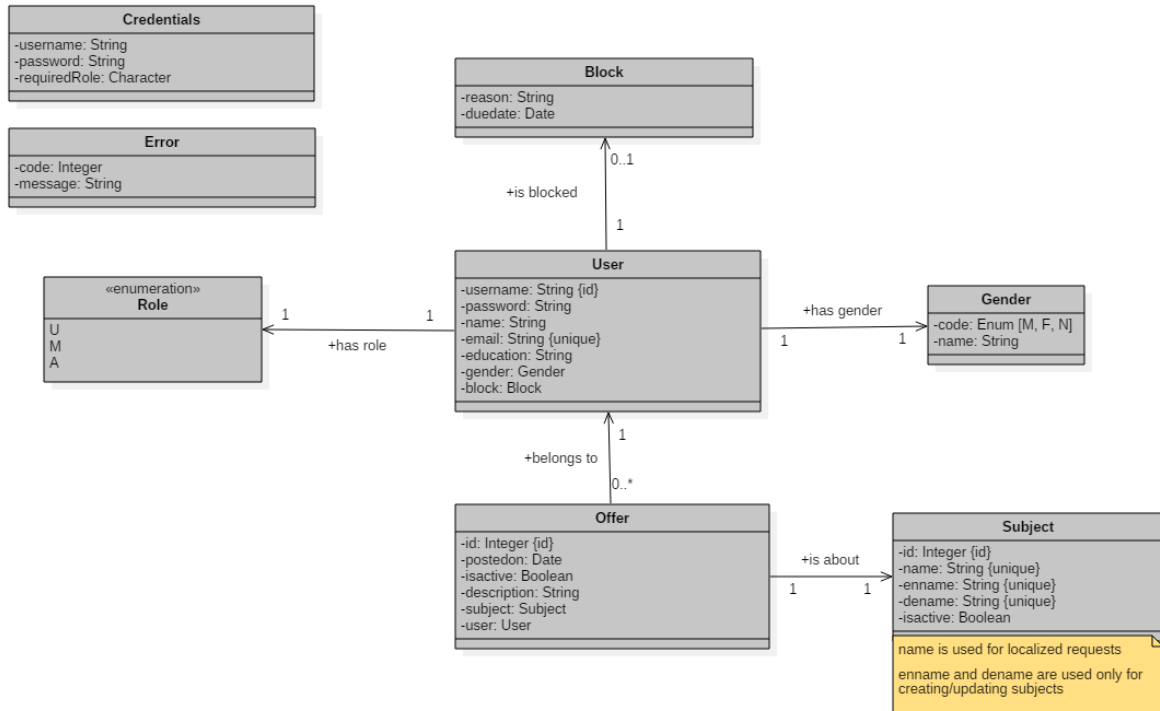 Credentials
-username: String
-password: String
-requiredRole: Character
Error
-code: Integer
-message: String
Block
-reason: String
-duedate: Date
0..1
+is blocked
1
«enumeration»
Role
U
M
A
1
1
+has role
User
-username: String {id}
-password: String
-name: String
-email: String {unique}
-education: String
-gender: Gender
-block: Block
+has gender
1
1
Gender
-code: Enum [M, F, N]
-name: String
1
+belongs to
0..*
Offer
-id: Integer {id}
-postedon: Date
-isactive: Boolean
-description: String
-subject: Subject
-user: User
+is about
1
1
Subject
-id: Integer {id}
-name: String {unique}
-enname: String {unique}
-dename: String {unique}
-isactive: Boolean
name is used for localized requests
enname and dename are used only for
creating/updating subjects